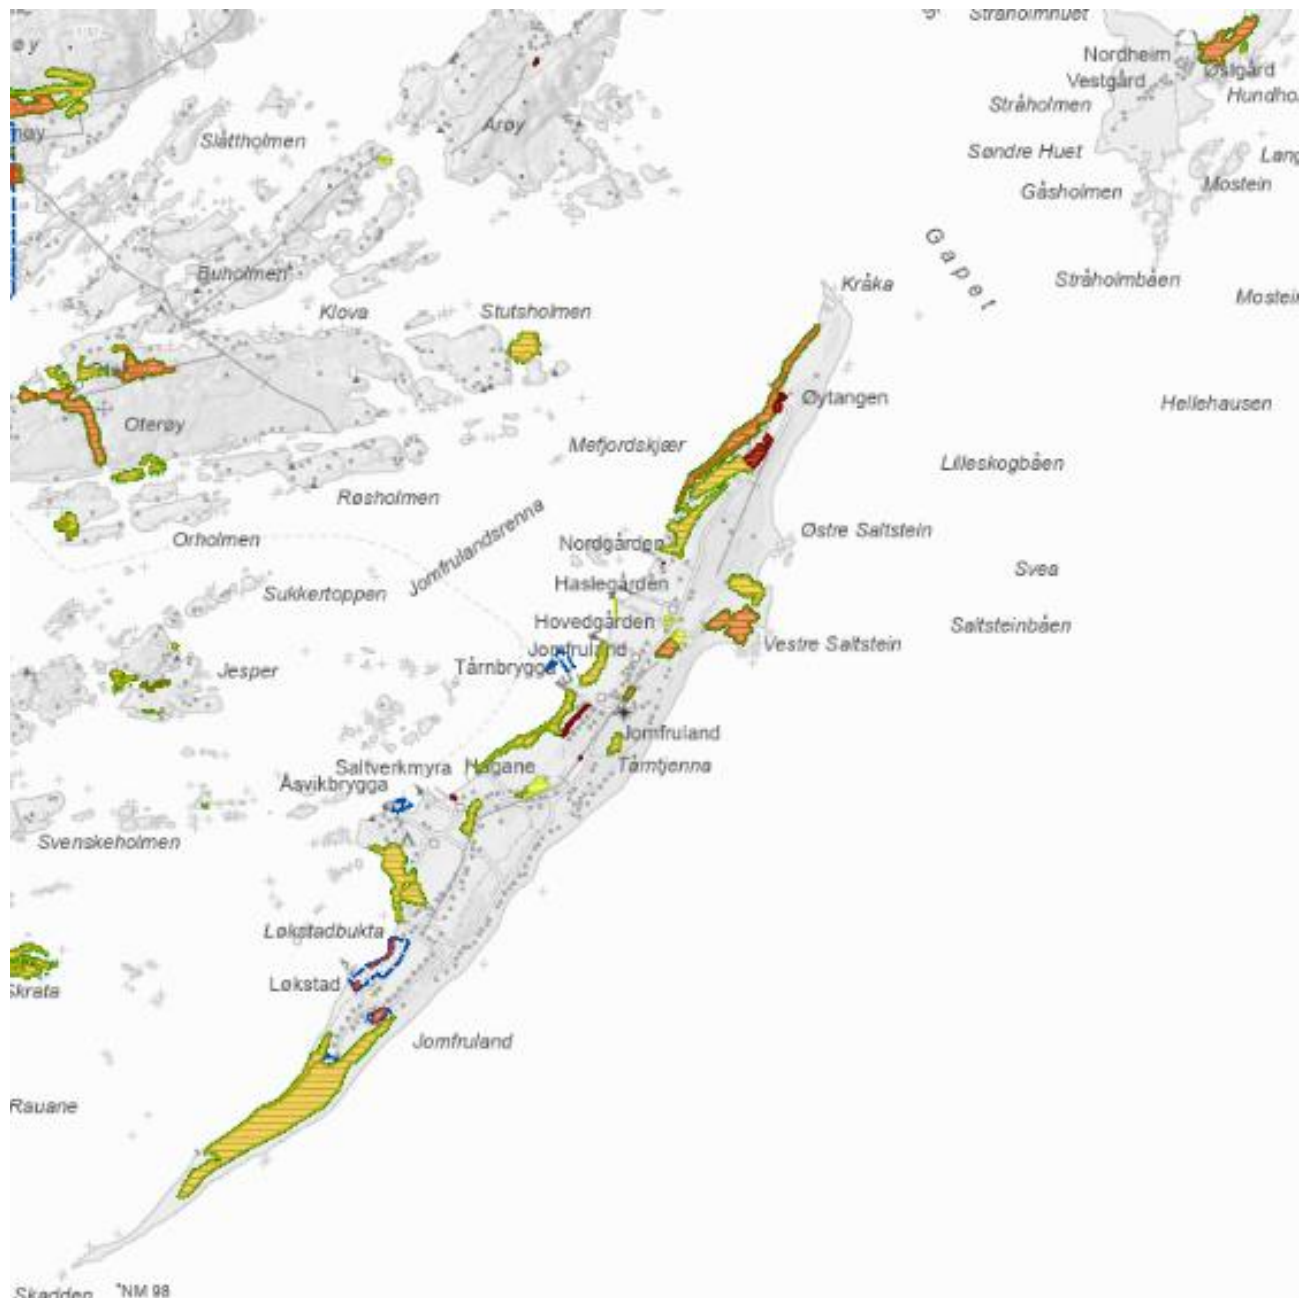 Stråholmhuet
Nordheim
Østgård
Vestgård
Hundho
Stråholmen
Arøy
Slåttholmen
Søndre Huet
Lang
Mostein
Gåsholmen
Gapet
Buholmen
Stråholmbåen
Kråka
Mostein
Klova
Stutsholmen
Øytangen
Hellehausen
Oterøy
Mefjordskjær
Lilleskogbåen
Røsholmen
Jomfrulandsrenna
Østre Saltstein
Orholmen
Nordgården
Svea
Haslegården
Sukkertoppen
Hovedgården
Saltsteinbåen
Vestre Saltstein
Jomfruland
Tårnbrygga
Jesper
Jomfruland
Saltverkmyra
Hagane
Tårntjenna
Åsvikbrygga
Svenskeholmen
Løkstadbukta
Løkstad
Skrata
Jomfruland
Rauane
Skadden
NM 98